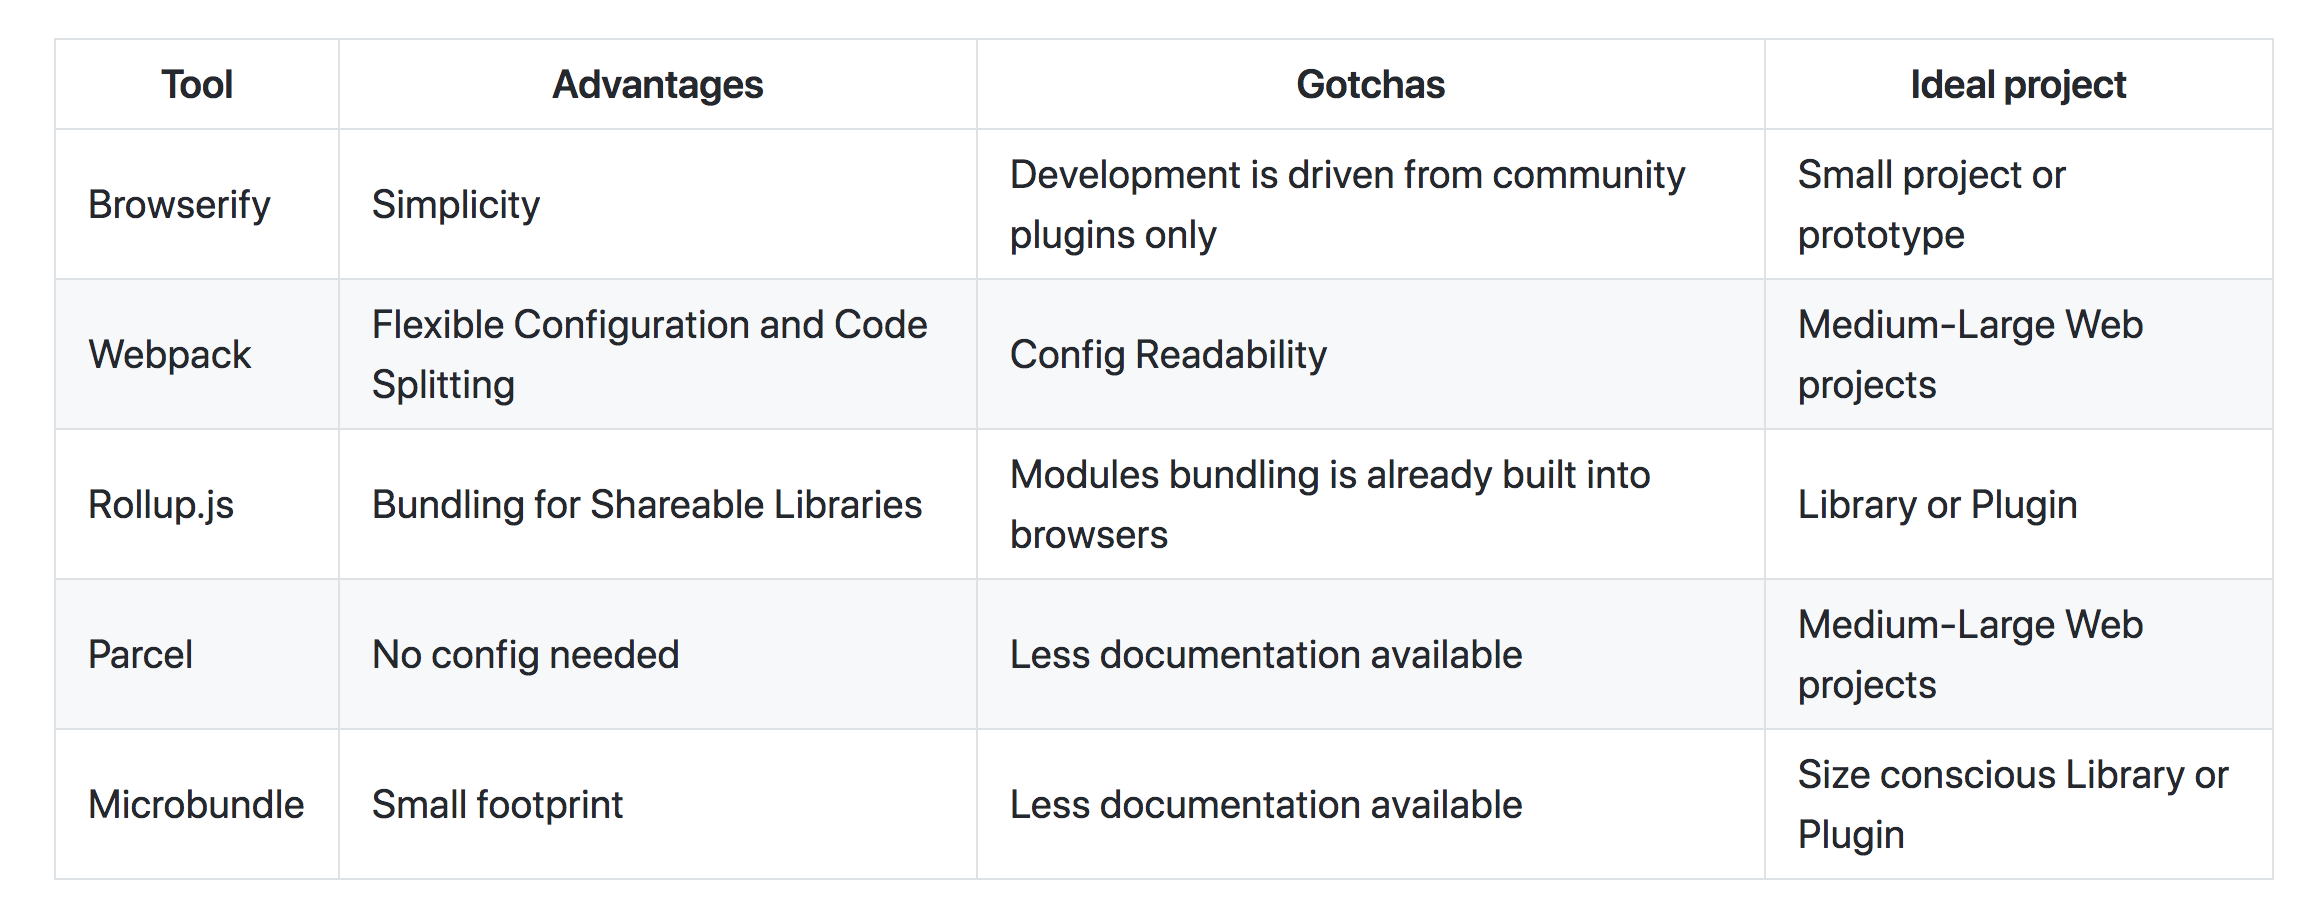 Tool Advantages Gotchas Ideal project
Browserify Simplicity Development is driven from community
plugins only Small project or
prototype
Webpack Flexible Configuration and Code
Splitting Config Readability Medium-Large Web
projects
Rollup.js Bundling for Shareable Libraries Modules bundling is already built into
browsers Library or Plugin
Parcel No config needed Less documentation available Medium-Large Web
projects
Microbundle Small footprint Less documentation available Size conscious Library or
Plugin